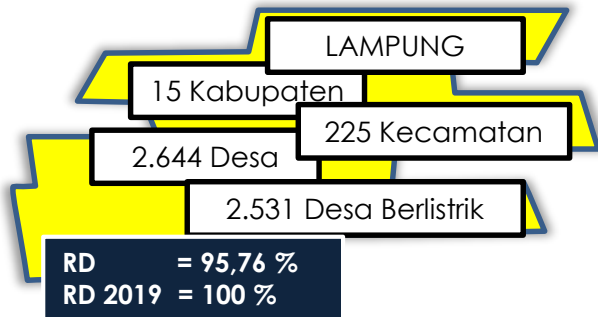 LAMPUNG
15 Kabupaten
225 Kecamatan
2.644 Desa
2.531 Desa Berlistrik
RD = 95,76 %
RD 2019 = 100 %